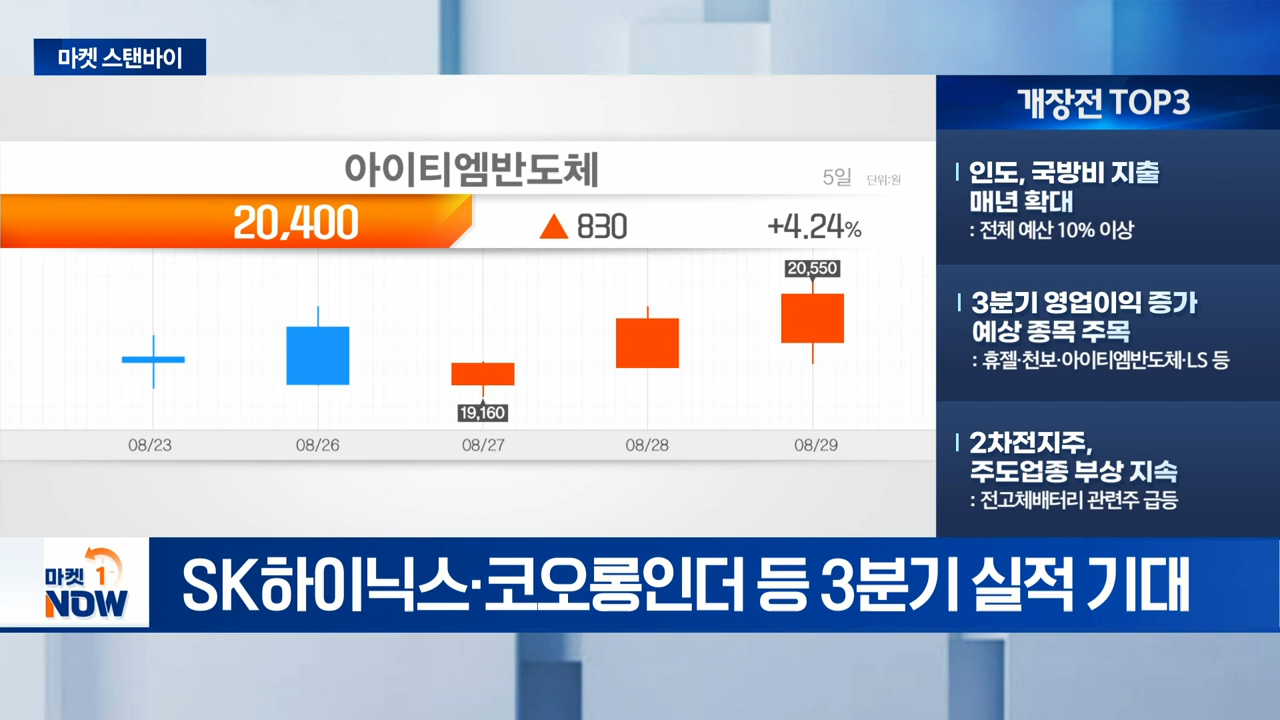 마켓 스탠바이
아이티엠반도체
5일 단위:원
20,400 ▲ 830 +4.24%
20,550
19,160
08/23 08/26 08/27 08/28 08/29
개장전 TOP3
인도, 국방비 지출
매년 확대
: 전체 예산 10% 이상
3분기 영업이익 증가
예상 종목 주목
: 휴젤·천보·아이티엠반도체·LS 등
2차전지주,
주도업종 부상 지속
: 전고체배터리 관련주 급등
마켓 1
NOW
SK하이닉스·코오롱인더 등 3분기 실적 기대